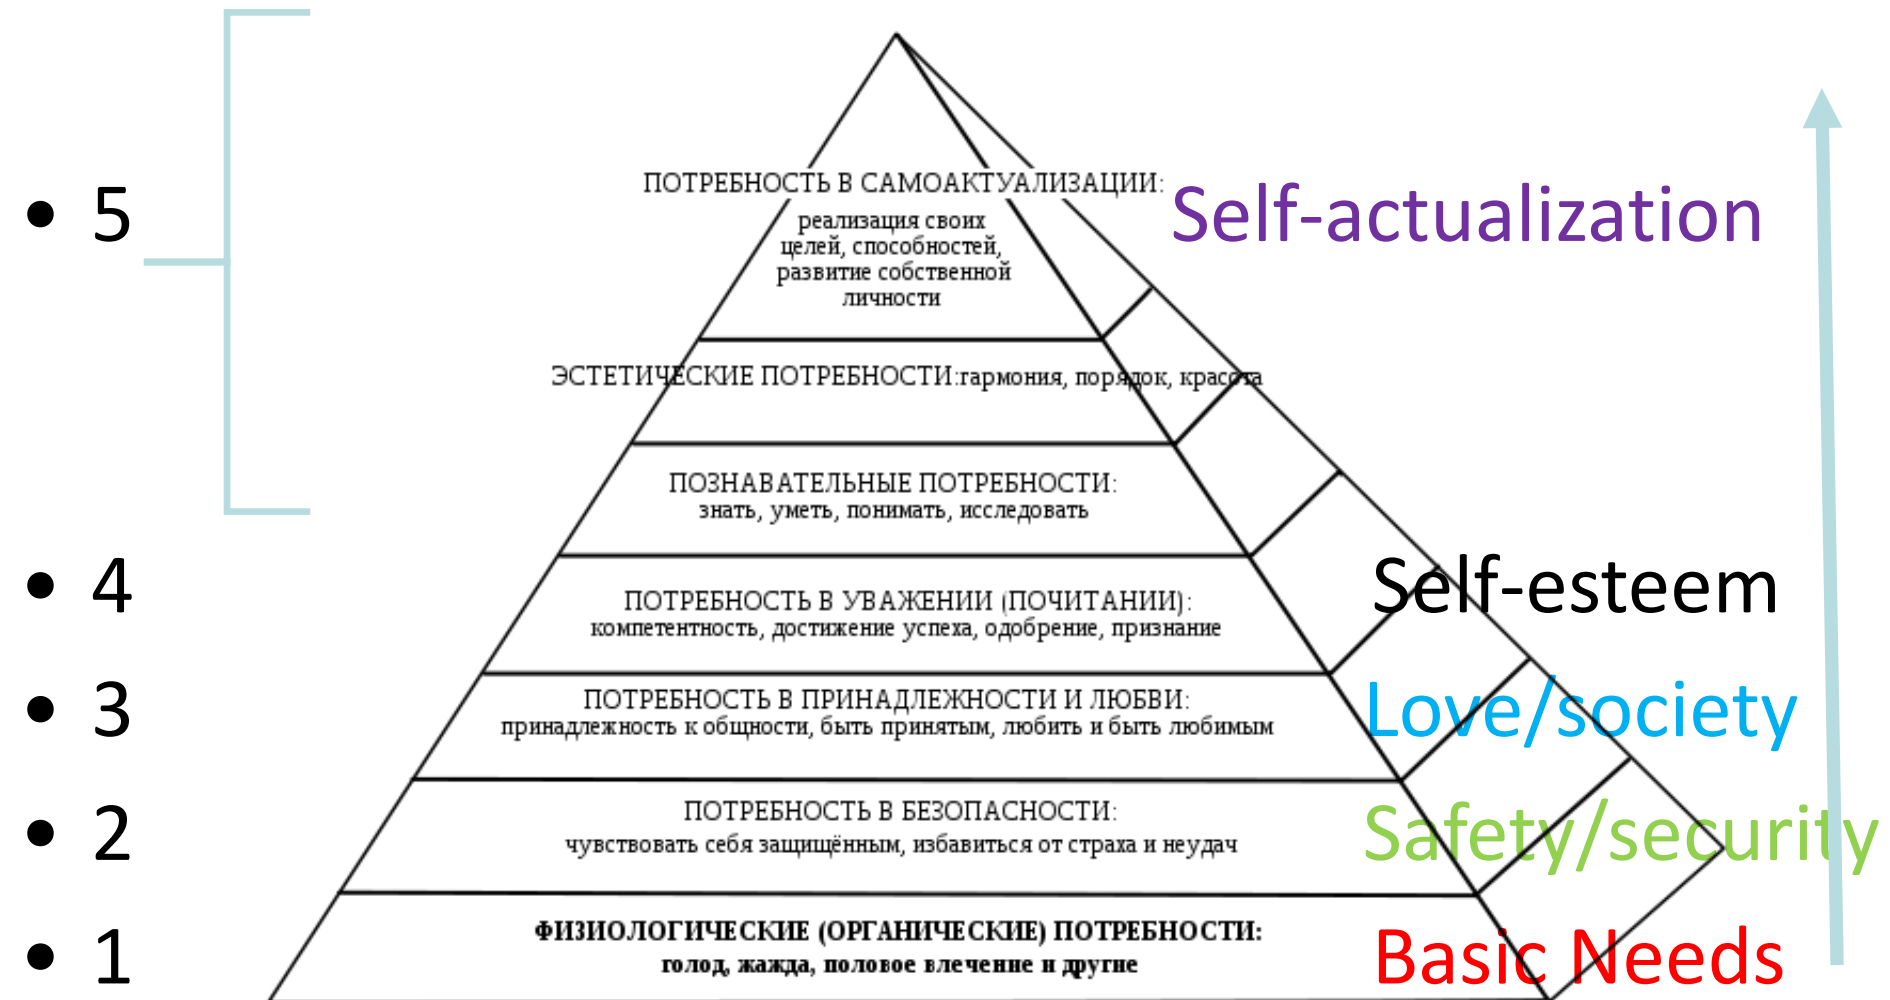 ПОТРЕБНОСТЬ В САМОАКТУАЛИЗАЦИИ:
• 5
Self-actualization
реализация своих
целей, способностей,
развитие собственной
личности
ЭСТЕТИЧЕСКИЕ ПОТРЕБНОСТИ:гармония, порядок, красота
ПОЗНАВАТЕЛЬНЫЕ ПОТРЕБНОСТИ:
знать, уметь, понимать, исследовать
• 4
Self-esteem
ПОТРЕБНОСТЬ В УВАЖЕНИИ (ПОЧИТАНИИ):
компетентность, достижение успеха, одобрение, признание
• 3
Love/society
ПОТРЕБНОСТЬ В ПРИНАДЛЕЖНОСТИ И ЛЮБВИ:
принадлежность к общности, быть принятым, любить и быть любимым
• 2
Safety/security
ПОТРЕБНОСТЬ В БЕЗОПАСНОСТИ:
чувствовать себя защищённым, избавиться от страха и неудач
• 1
Basic Needs
ФИЗИОЛОГИЧЕСКИЕ (ОРГАНИЧЕСКИЕ) ПОТРЕБНОСТИ:
голод, жажда, половое влечение и другие